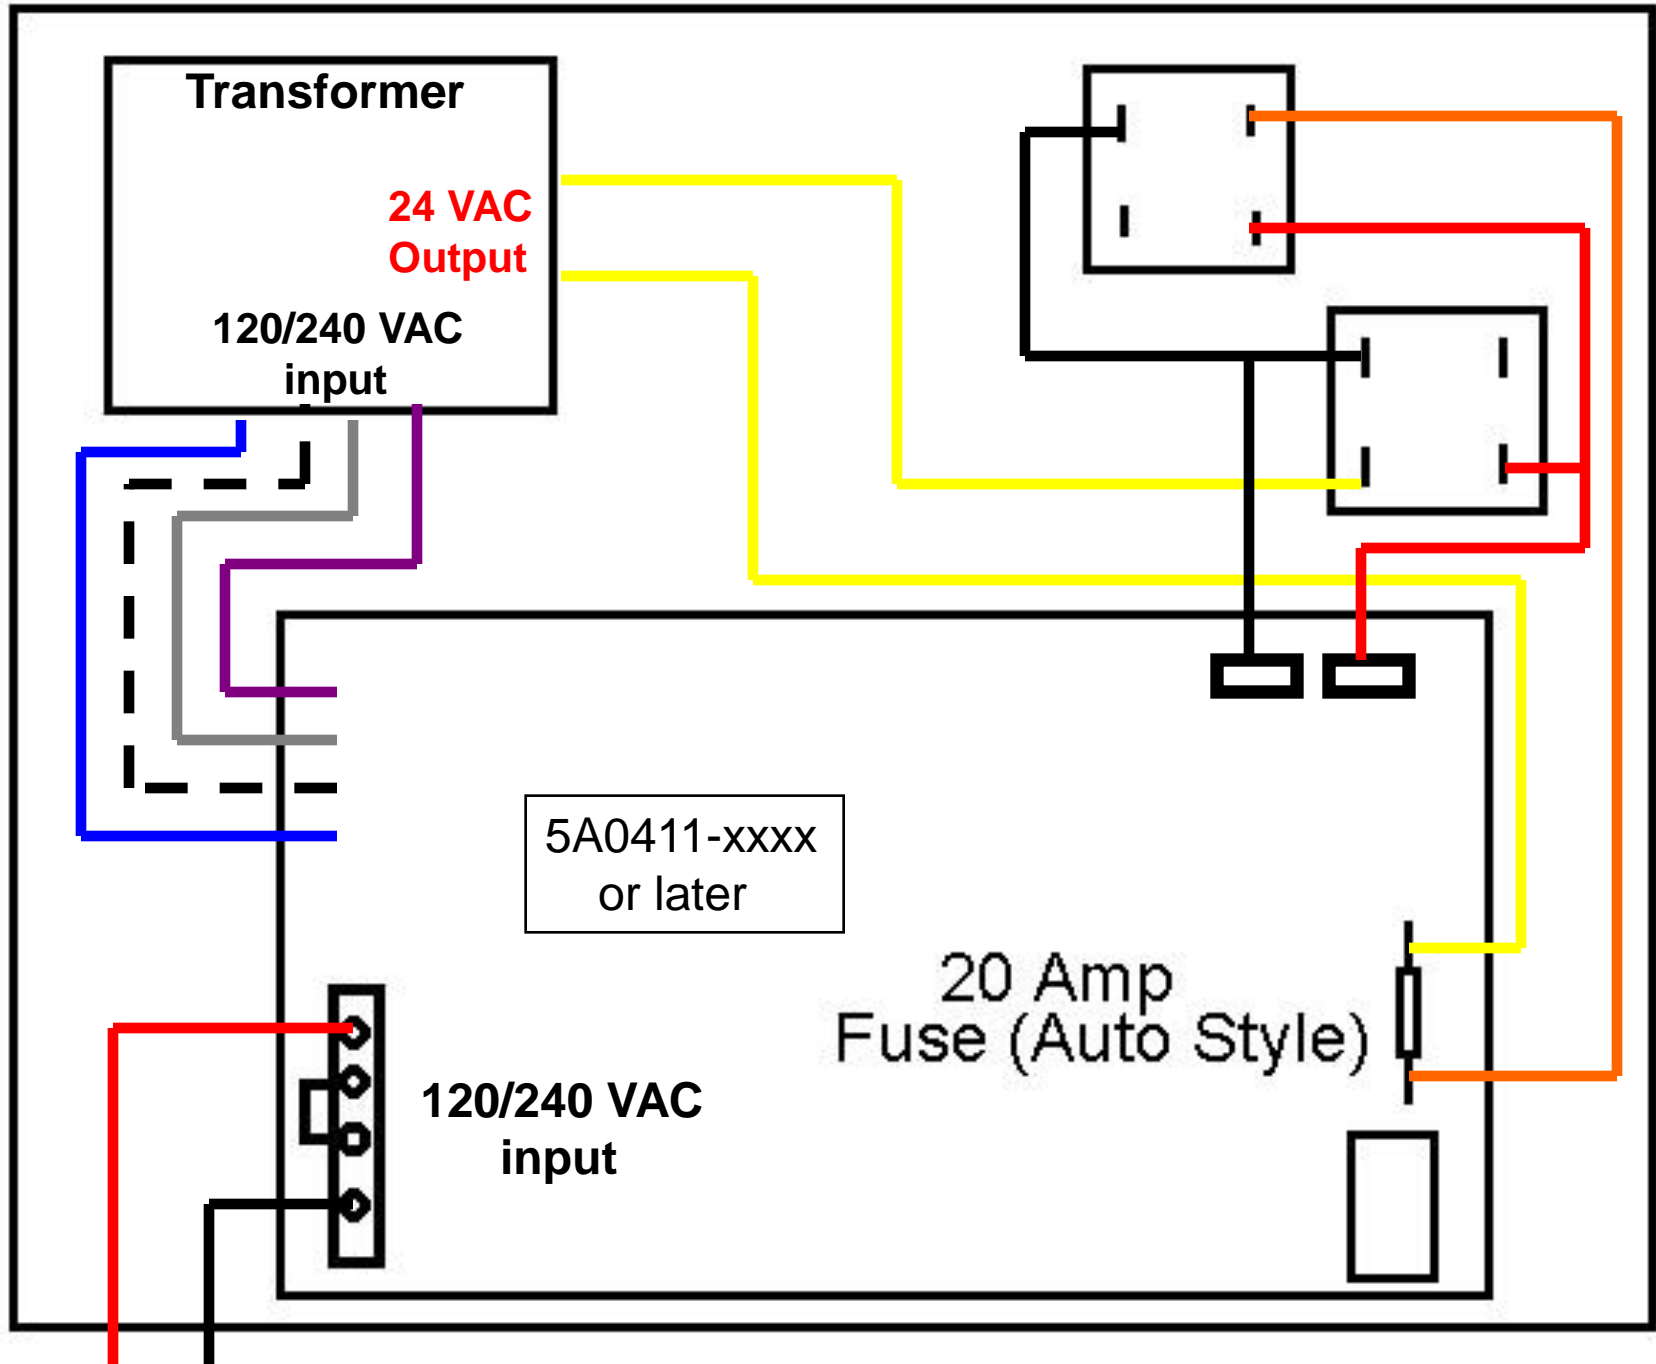 Transformer
24 VAC
Output
120/240 VAC
input
5A0411-xxxx
or later
20 Amp
Fuse (Auto Style)
120/240 VAC
input